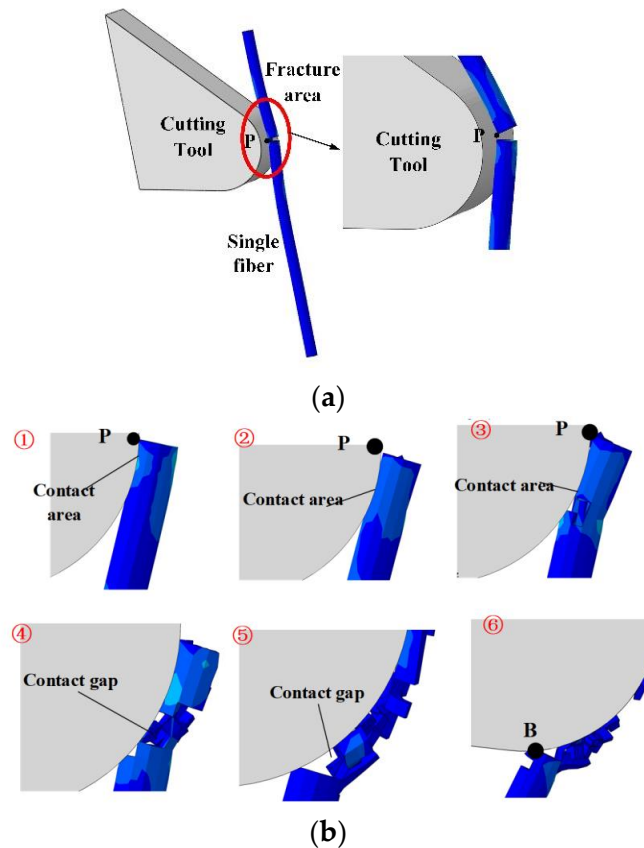 Fracture
area
Cutting
Tool
P
P
Cutting
Tool
Single
fiber
(a)
① P
Contact
area
② P
Contact area
③ P
Contact area
④
Contact gap
⑤
Contact gap
⑥
B
(b)